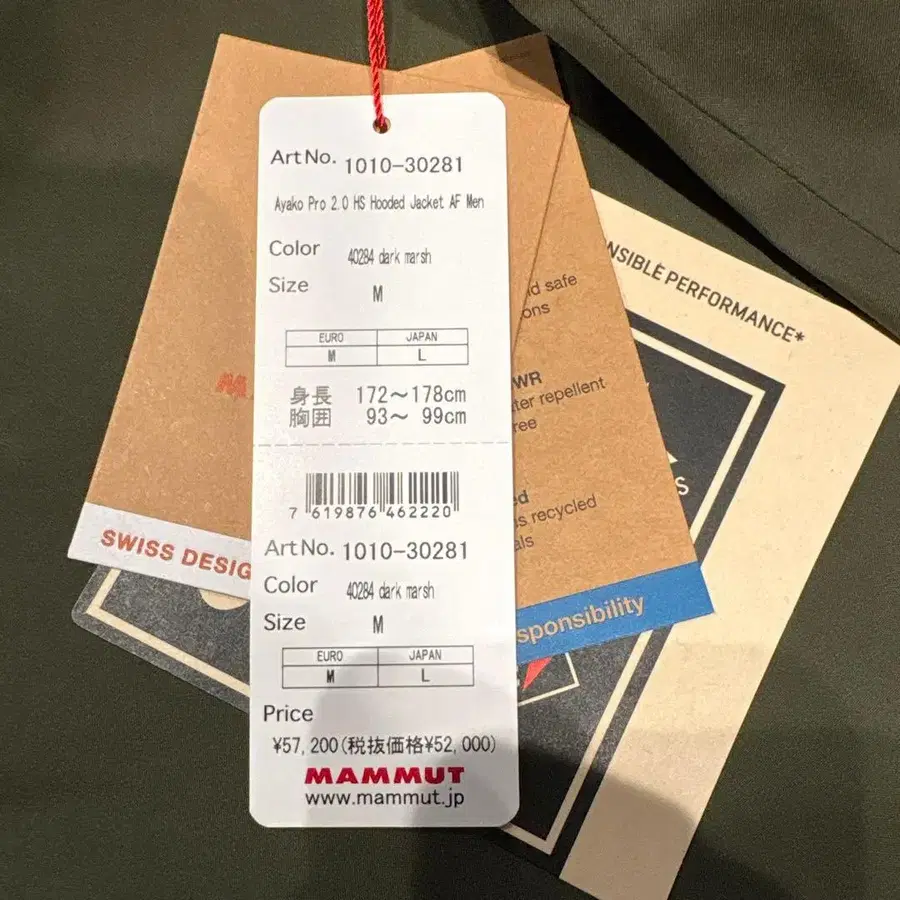 Art No. 1010-30281
Ayako Pro 2.0 HS Hooded Jacket AF Men
Color 40284 dark marsh
Size M
EURO JAPAN
M L
身長 172～178cm
胸囲 93～ 99cm
7 619876 462220
Art No. 1010-30281
Color 40284 dark marsh
Size M
EURO JAPAN
M L
Price
¥57,200(税抜価格¥52,000)
MAMMUT
www.mammut.jp
SWISS DESIG
NSIBLE PERFORMANCE*
d safe
ons
WR
ter repellent
ree
ed
s recycled
als
sponsibility
S